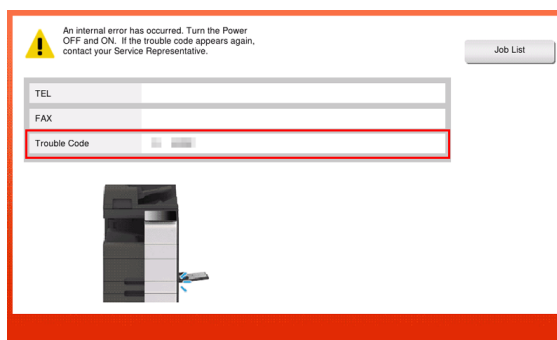 An internal error has occurred. Turn the Power
OFF and ON. If the trouble code appears again,
contact your Service Representative.
Job List
TEL
FAX
Trouble Code